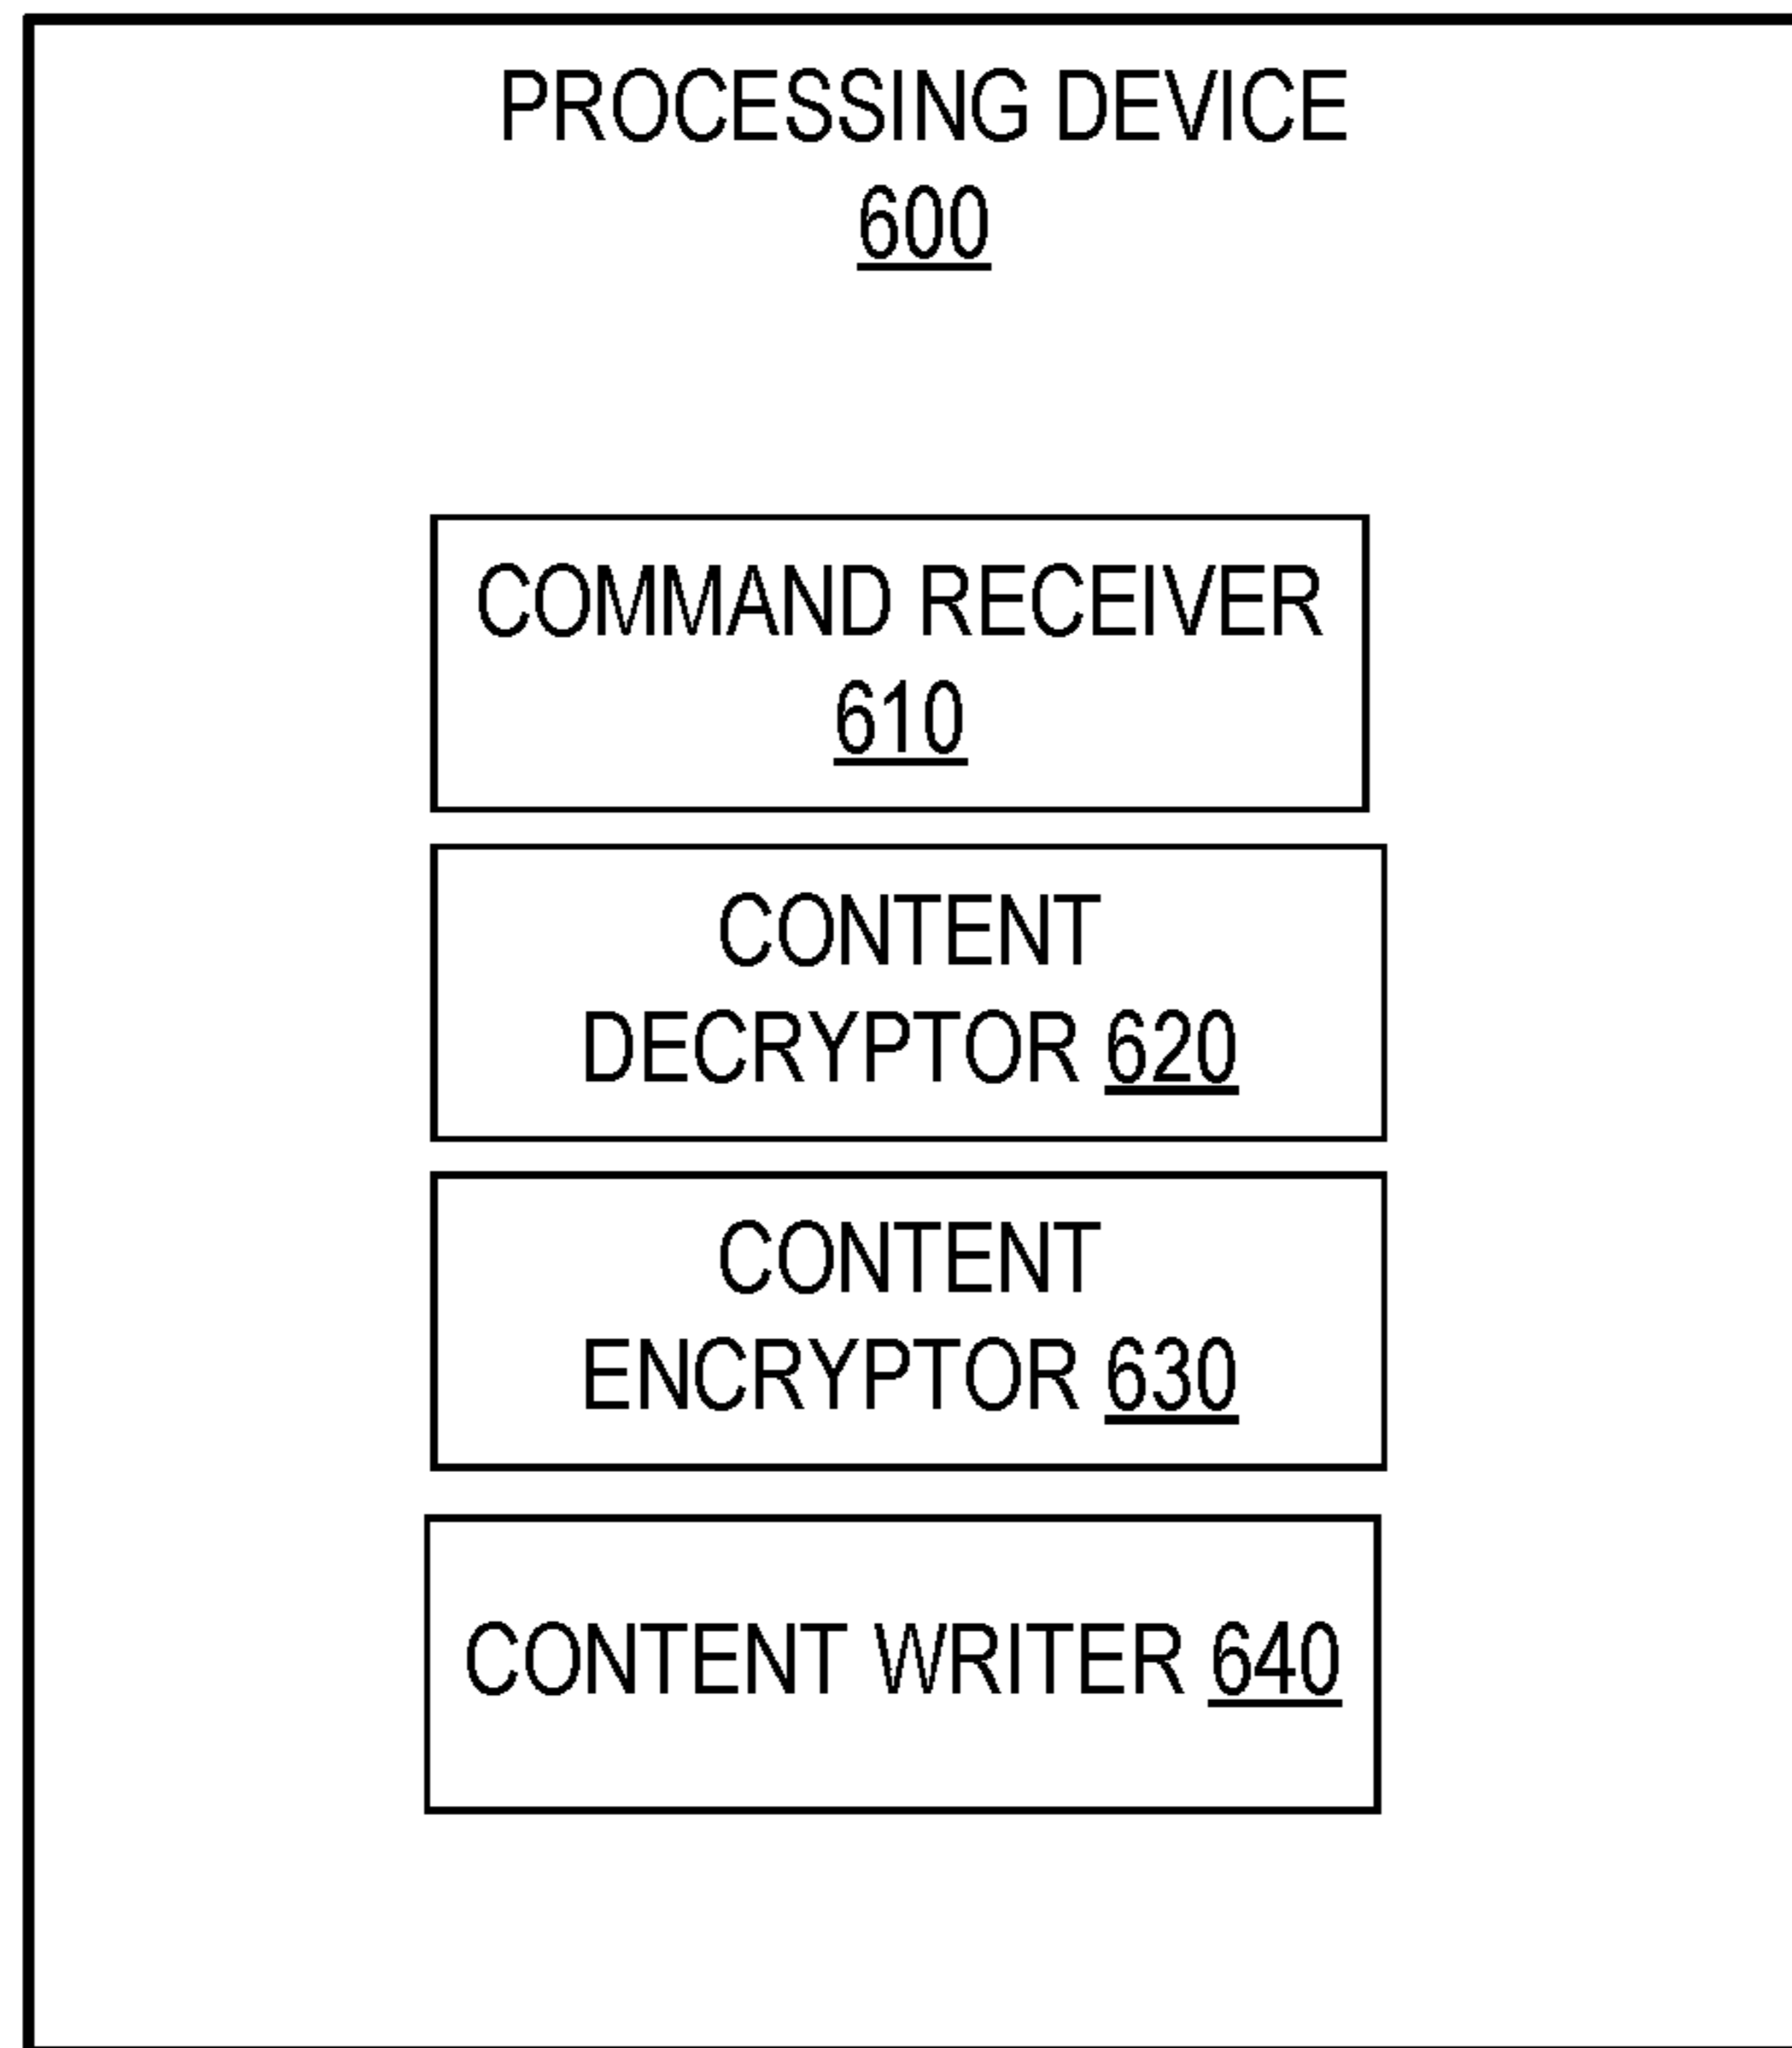 PROCESSING DEVICE
600
COMMAND RECEIVER
610
CONTENT
DECRYPTOR 620
CONTENT
ENCRYPTOR 630
CONTENT WRITER 640